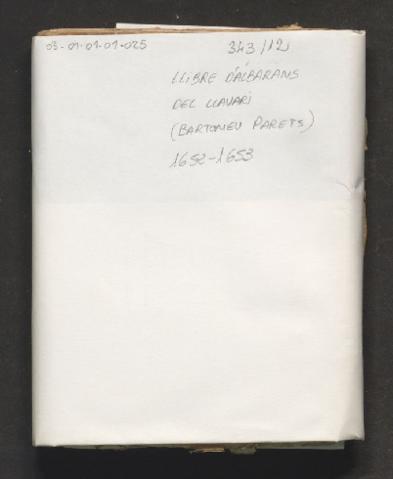 03-01-01-01-025
343/12
LLIBRE D'ALBARANS
DEL CLAVARI
(BARTOMEU PARETS)
1652-1653